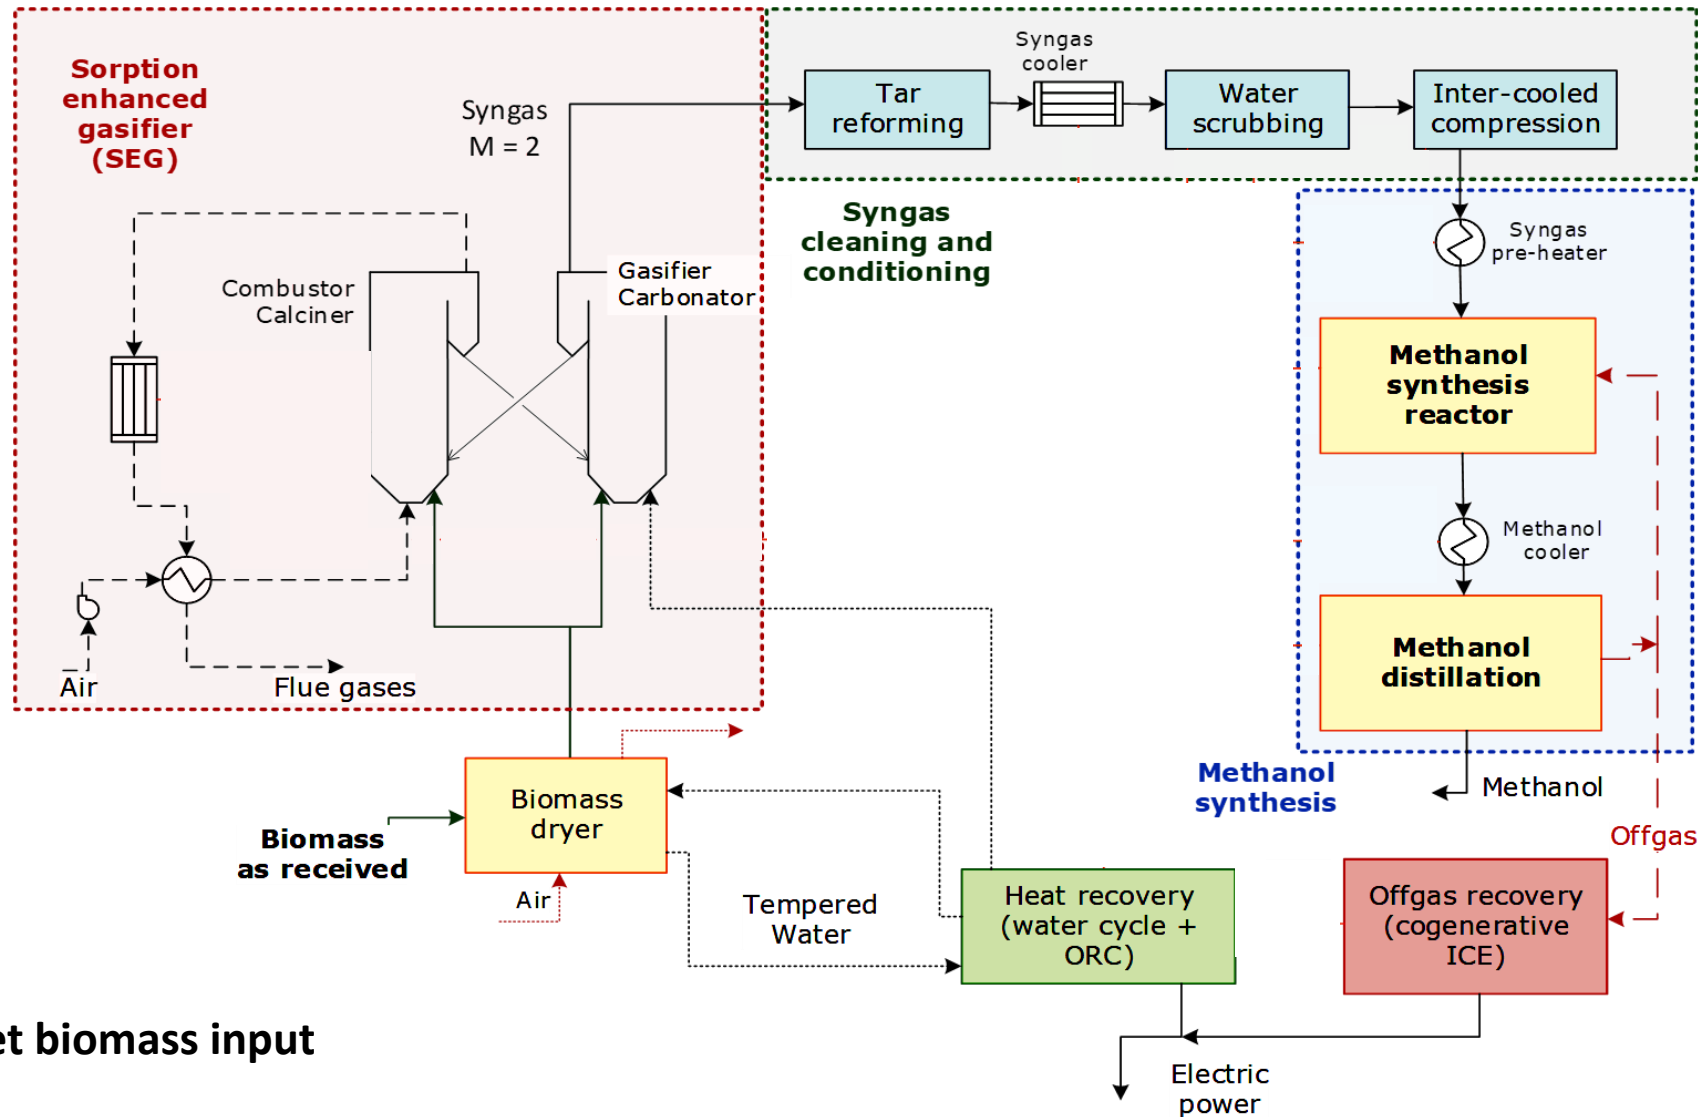 Sorption
enhanced
gasifier
(SEG)
Syngas
M = 2
Combustor
Calciner
Gasifier
Carbonator
Air
Flue gases
Tar
reforming
Syngas
cooler
Water
scrubbing
Inter-cooled
compression
Syngas
cleaning and
conditioning
Syngas
pre-heater
Methanol
synthesis
reactor
Methanol
cooler
Methanol
distillation
Methanol
synthesis
Methanol
Offgas
Biomass
dryer
Biomass
as received
Air
Tempered
Water
Heat recovery
(water cycle +
ORC)
Offgas recovery
(cogenerative
ICE)
Electric
power
et biomass input